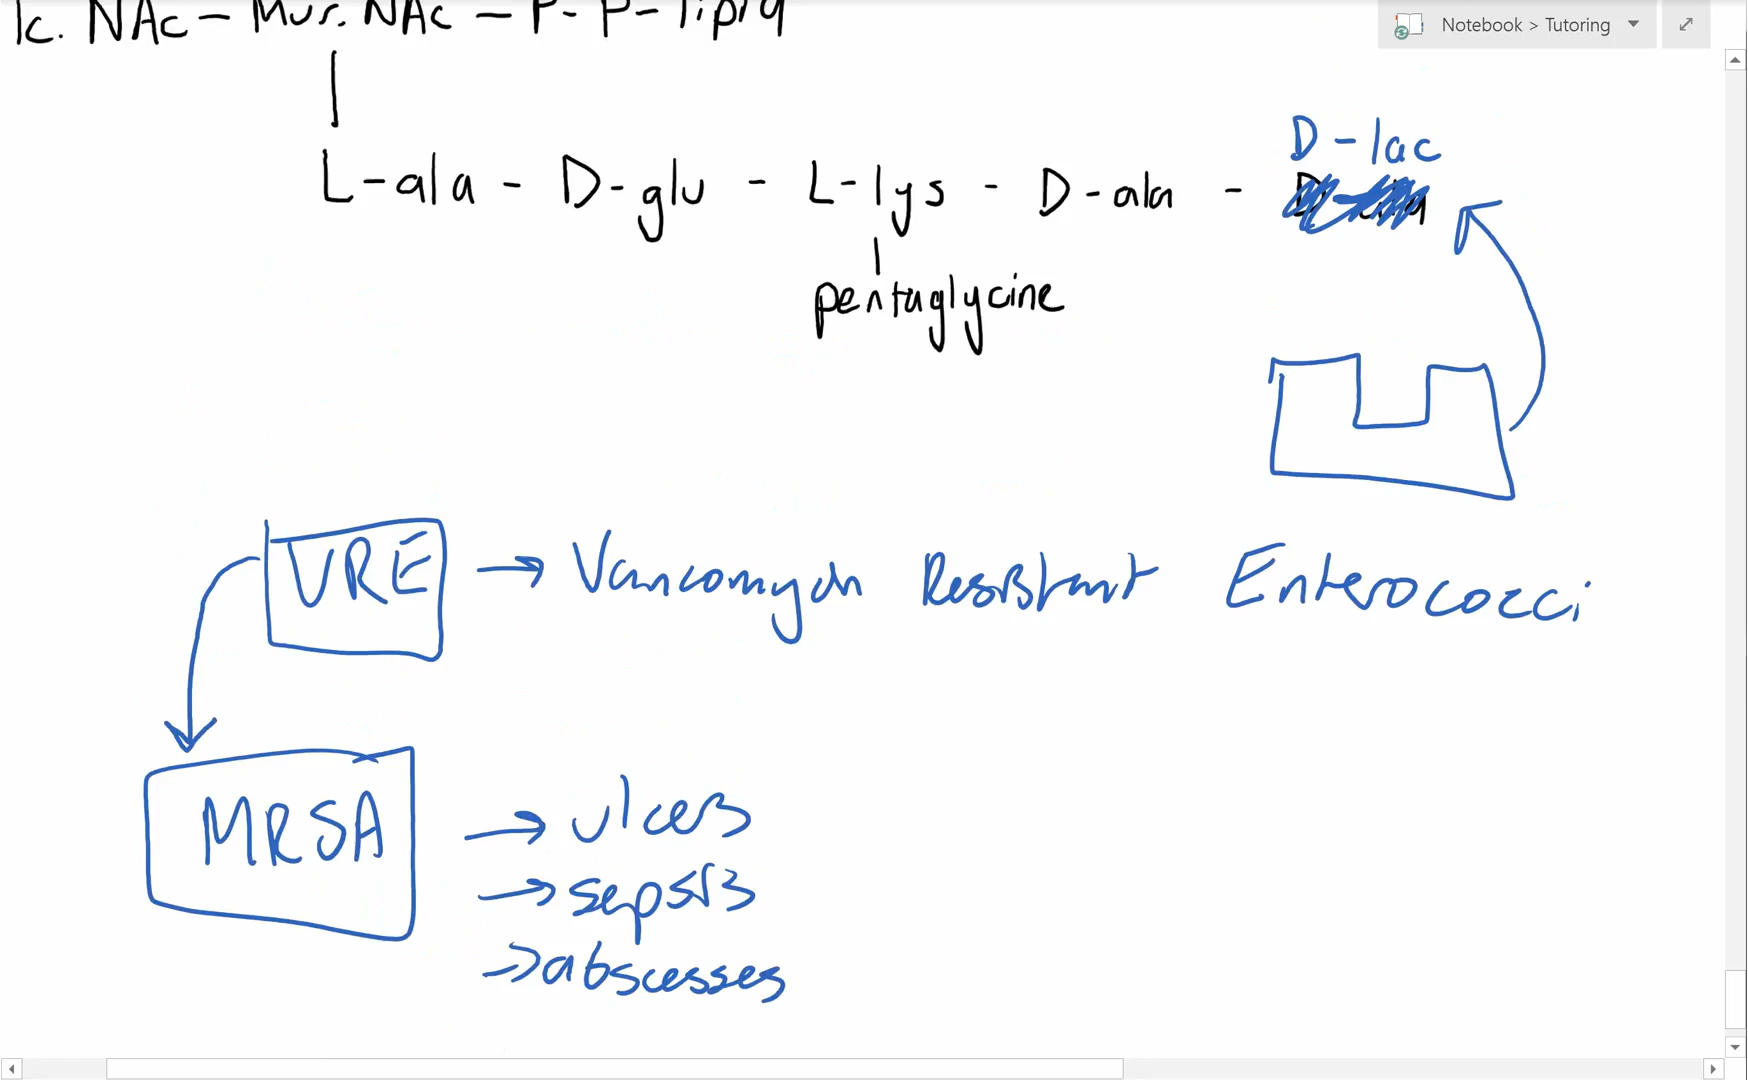 Notebook > Tutoring
lc. NAc - Mur. NAc - P - P - lipid
D - lac
L-ala - D-glu - L-lys - D-ala -
pentaglycine
VRE → Vancomycin Resistant Enterococci
MRSA → ulcers
→ sepsis
→ abscesses